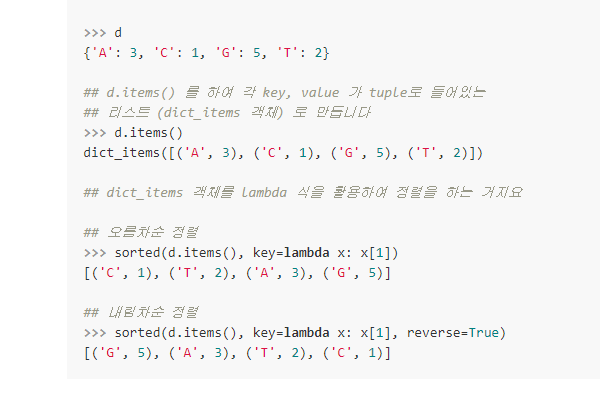 >>> d
{'A': 3, 'C': 1, 'G': 5, 'T': 2}
## d.items() 를 하여 각 key, value 가 tuple로 들어있는
## 리스트 (dict_items 객체) 로 만듭니다
>>> d.items()
dict_items([('A', 3), ('C', 1), ('G', 5), ('T', 2)])
## dict_items 객체를 lambda 식을 활용하여 정렬을 하는 거지요
## 오름차순 정렬
>>> sorted(d.items(), key=lambda x: x[1])
[('C', 1), ('T', 2), ('A', 3), ('G', 5)]
## 내림차순 정렬
>>> sorted(d.items(), key=lambda x: x[1], reverse=True)
[('G', 5), ('A', 3), ('T', 2), ('C', 1)]